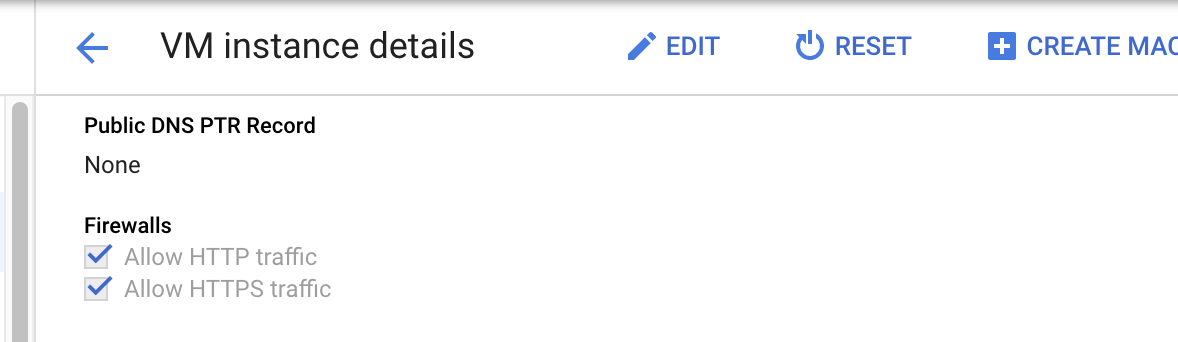 VM instance details
EDIT
RESET
CREATE MAC
Public DNS PTR Record
None
Firewalls
Allow HTTP traffic
Allow HTTPS traffic